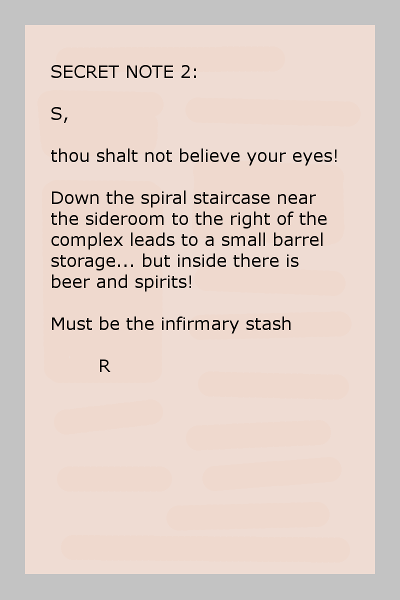 SECRET NOTE 2:
S,
thou shalt not believe your eyes!
Down the spiral staircase near
the sideroom to the right of the
complex leads to a small barrel
storage... but inside there is
beer and spirits!
Must be the infirmary stash
R